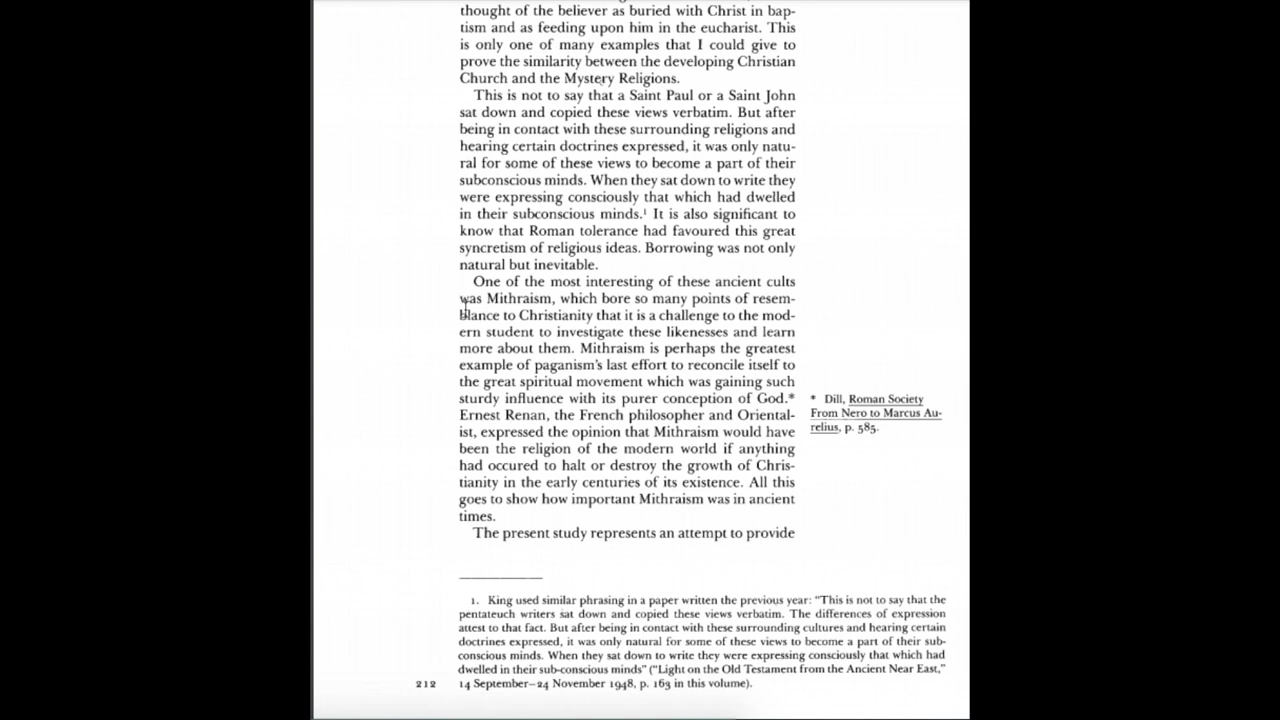 thought of the believer as buried with Christ in bap-
tism and as feeding upon him in the eucharist. This
is only one of many examples that I could give to
prove the similarity between the developing Christian
Church and the Mystery Religions.
This is not to say that a Saint Paul or a Saint John
sat down and copied these views verbatim. But after
being in contact with these surrounding religions and
hearing certain doctrines expressed, it was only natu-
ral for some of these views to become a part of their
subconscious minds. When they sat down to write they
were expressing consciously that which had dwelled
in their subconscious minds.¹ It is also significant to
know that Roman tolerance had favoured this great
syncretism of religious ideas. Borrowing was not only
natural but inevitable.
One of the most interesting of these ancient cults
was Mithraism, which bore so many points of resem-
blance to Christianity that it is a challenge to the mod-
ern student to investigate these likenesses and learn
more about them. Mithraism is perhaps the greatest
example of paganism's last effort to reconcile itself to
the great spiritual movement which was gaining such
sturdy influence with its purer conception of God.*
Ernest Renan, the French philosopher and Oriental-
ist, expressed the opinion that Mithraism would have
been the religion of the modern world if anything
had occured to halt or destroy the growth of Chris-
tianity in the early centuries of its existence. All this
goes to show how important Mithraism was in ancient
times.
The present study represents an attempt to provide
* Dill, Roman Society
From Nero to Marcus Au-
relius, p. 585.
1. King used similar phrasing in a paper written the previous year: "This is not to say that the
pentateuch writers sat down and copied these views verbatim. The differences of expression
attest to that fact. But after being in contact with these surrounding cultures and hearing certain
doctrines expressed, it was only natural for some of these views to become a part of their sub-
conscious minds. When they sat down to write they were expressing consciously that which had
dwelled in their sub-conscious minds" ("Light on the Old Testament from the Ancient Near East,"
14 September–24 November 1948, p. 163 in this volume).
212